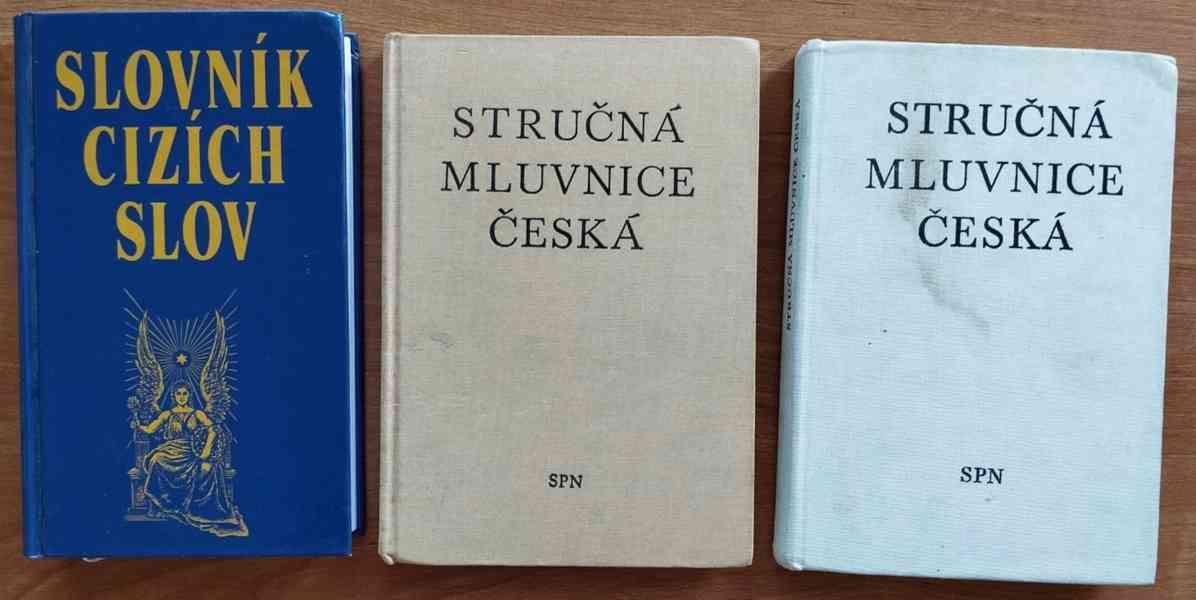 SLOVNÍK
CIZÍCH
SLOV
STRUČNÁ
MLUVNICE
ČESKÁ
SPN
STRUČNÁ MLUVNICE ČESKÁ
STRUČNÁ
MLUVNICE
ČESKÁ
SPN